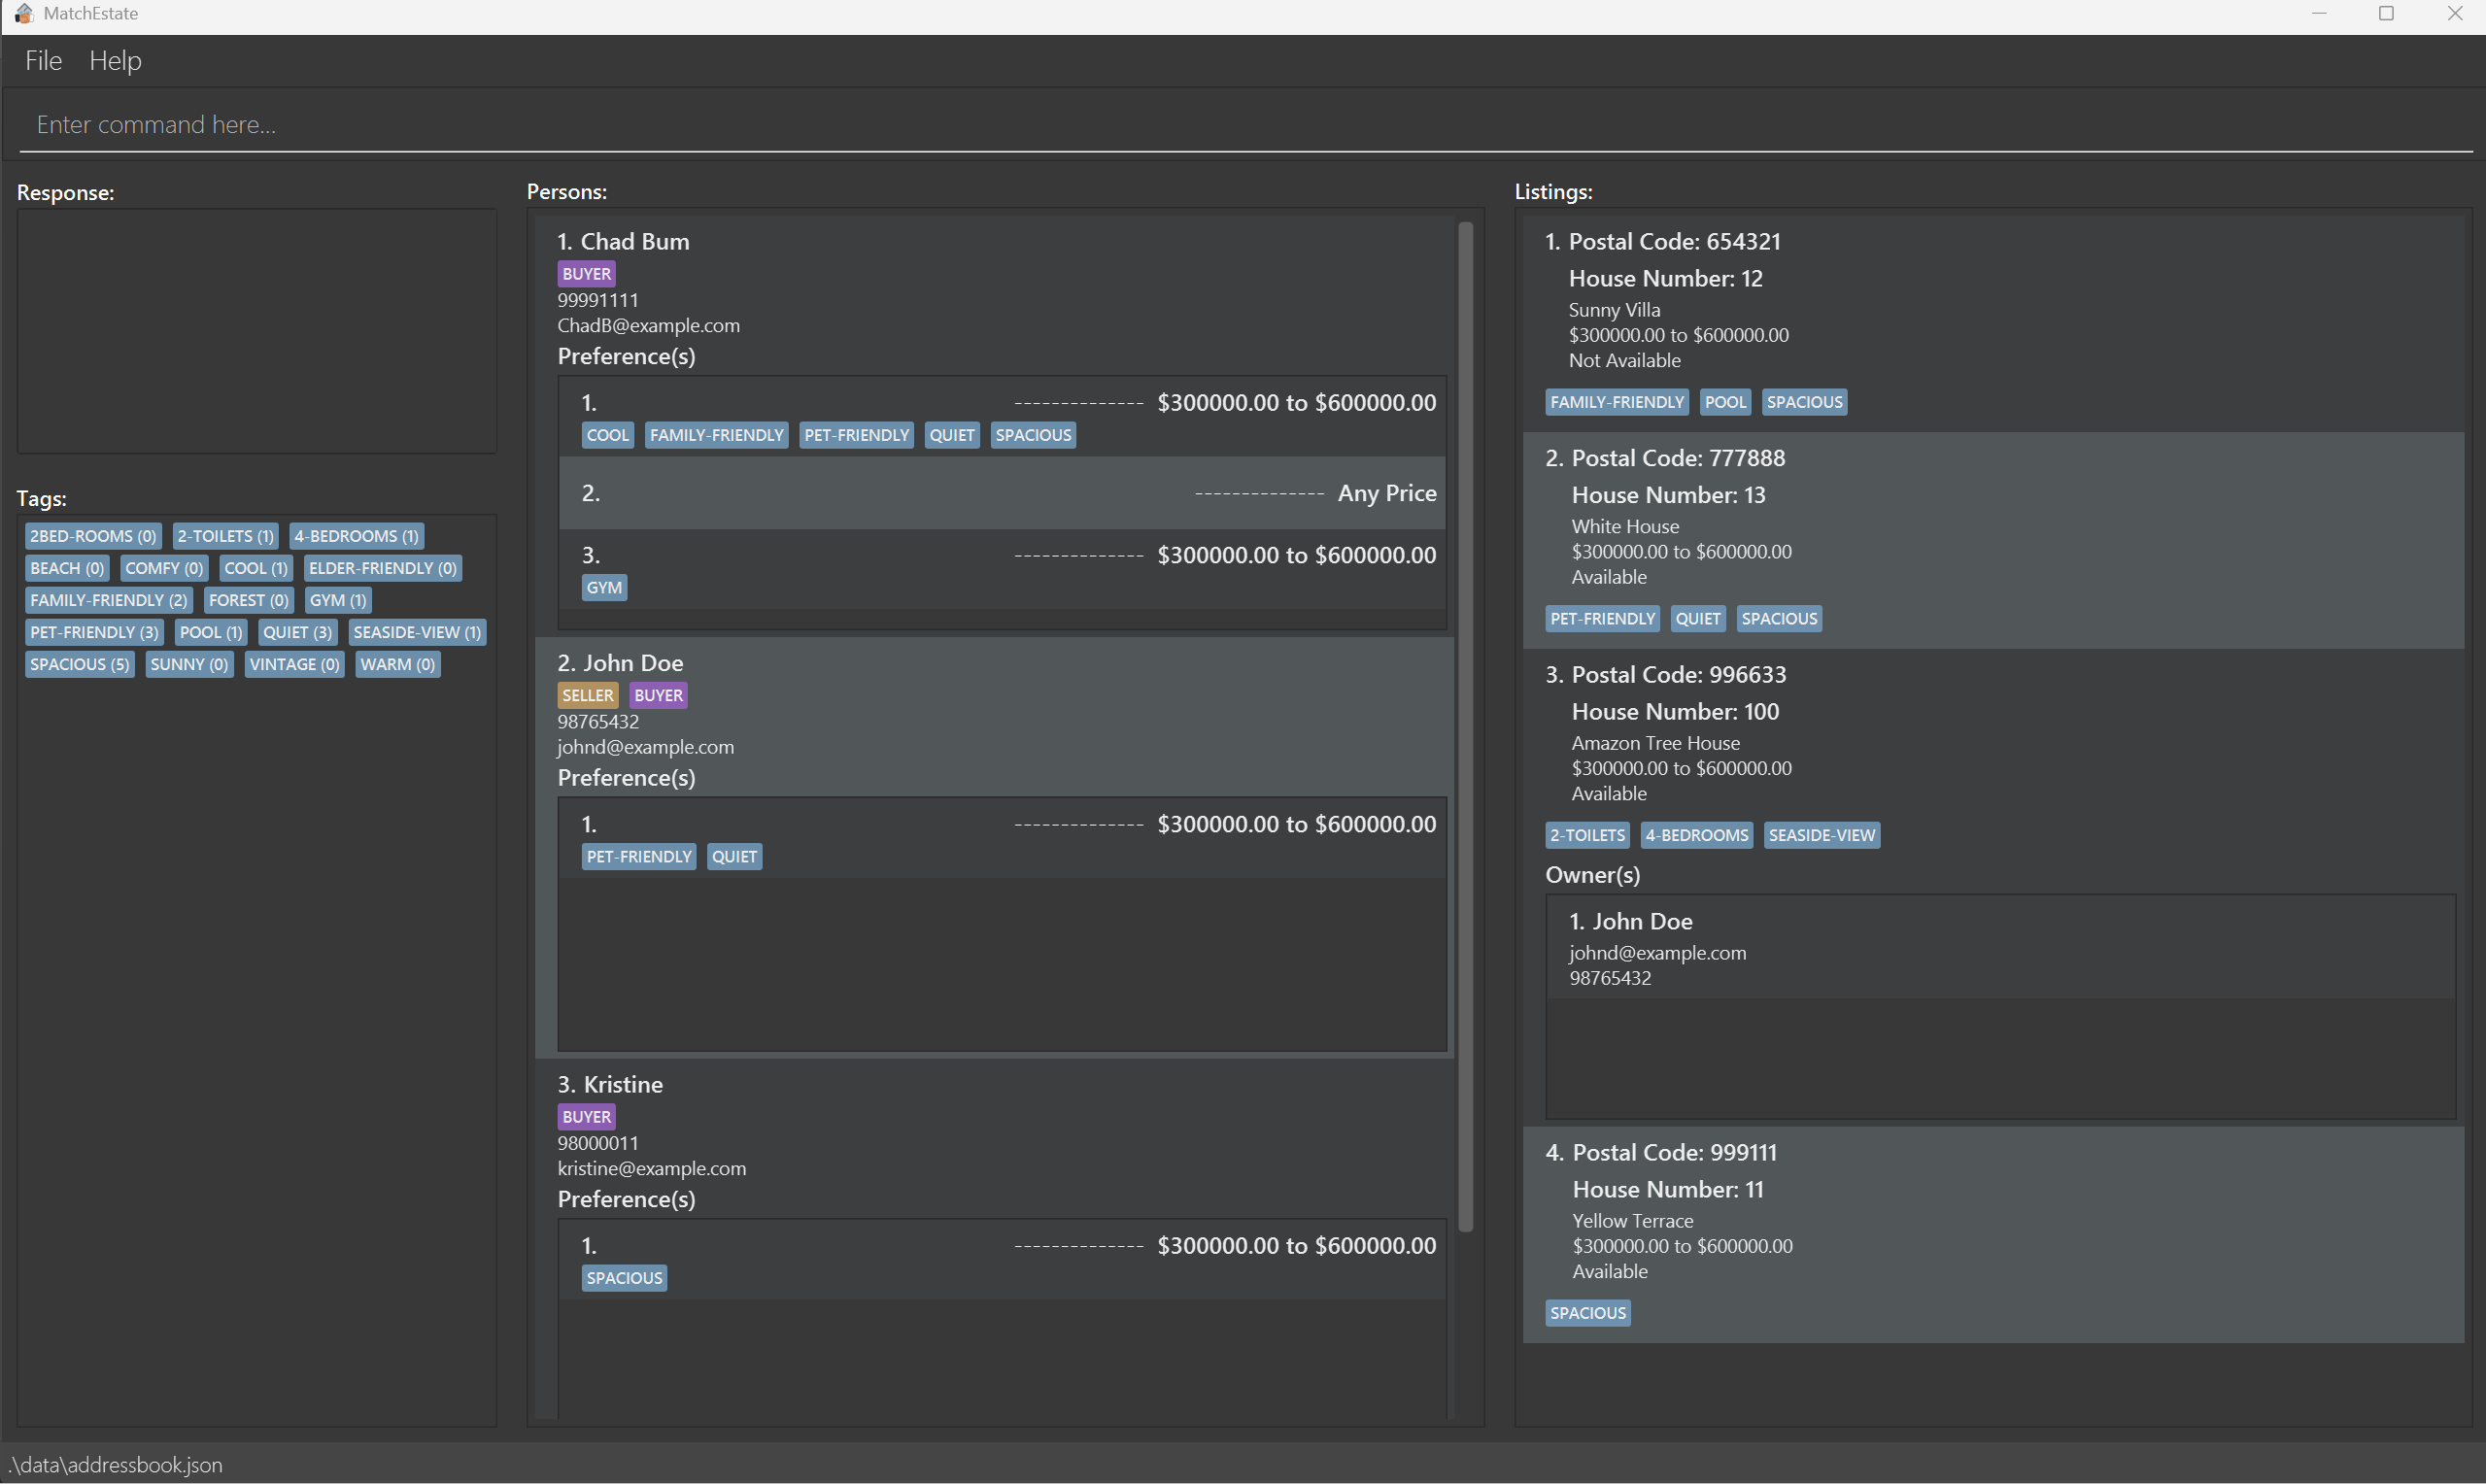 MatchEstate
File Help
Enter command here...
Response:
Tags:
2BED-ROOMS (0) 2-TOILETS (1) 4-BEDROOMS (1)
BEACH (0) COMFY (0) COOL (1) ELDER-FRIENDLY (0)
FAMILY-FRIENDLY (2) FOREST (0) GYM (1)
PET-FRIENDLY (3) POOL (1) QUIET (3) SEASIDE-VIEW (1)
SPACIOUS (5) SUNNY (0) VINTAGE (0) WARM (0)
Persons:
1. Chad Bum
BUYER
99991111
ChadB@example.com
Preference(s)
1. -------------- $300000.00 to $600000.00
COOL FAMILY-FRIENDLY PET-FRIENDLY QUIET SPACIOUS
2. -------------- Any Price
3. -------------- $300000.00 to $600000.00
GYM
2. John Doe
SELLER BUYER
98765432
johnd@example.com
Preference(s)
1. -------------- $300000.00 to $600000.00
PET-FRIENDLY QUIET
3. Kristine
BUYER
98000011
kristine@example.com
Preference(s)
1. -------------- $300000.00 to $600000.00
SPACIOUS
Listings:
1. Postal Code: 654321
House Number: 12
Sunny Villa
$300000.00 to $600000.00
Not Available
FAMILY-FRIENDLY POOL SPACIOUS
2. Postal Code: 777888
House Number: 13
White House
$300000.00 to $600000.00
Available
PET-FRIENDLY QUIET SPACIOUS
3. Postal Code: 996633
House Number: 100
Amazon Tree House
$300000.00 to $600000.00
Available
2-TOILETS 4-BEDROOMS SEASIDE-VIEW
Owner(s)
1. John Doe
johnd@example.com
98765432
4. Postal Code: 999111
House Number: 11
Yellow Terrace
$300000.00 to $600000.00
Available
SPACIOUS
.\data\addressbook.json